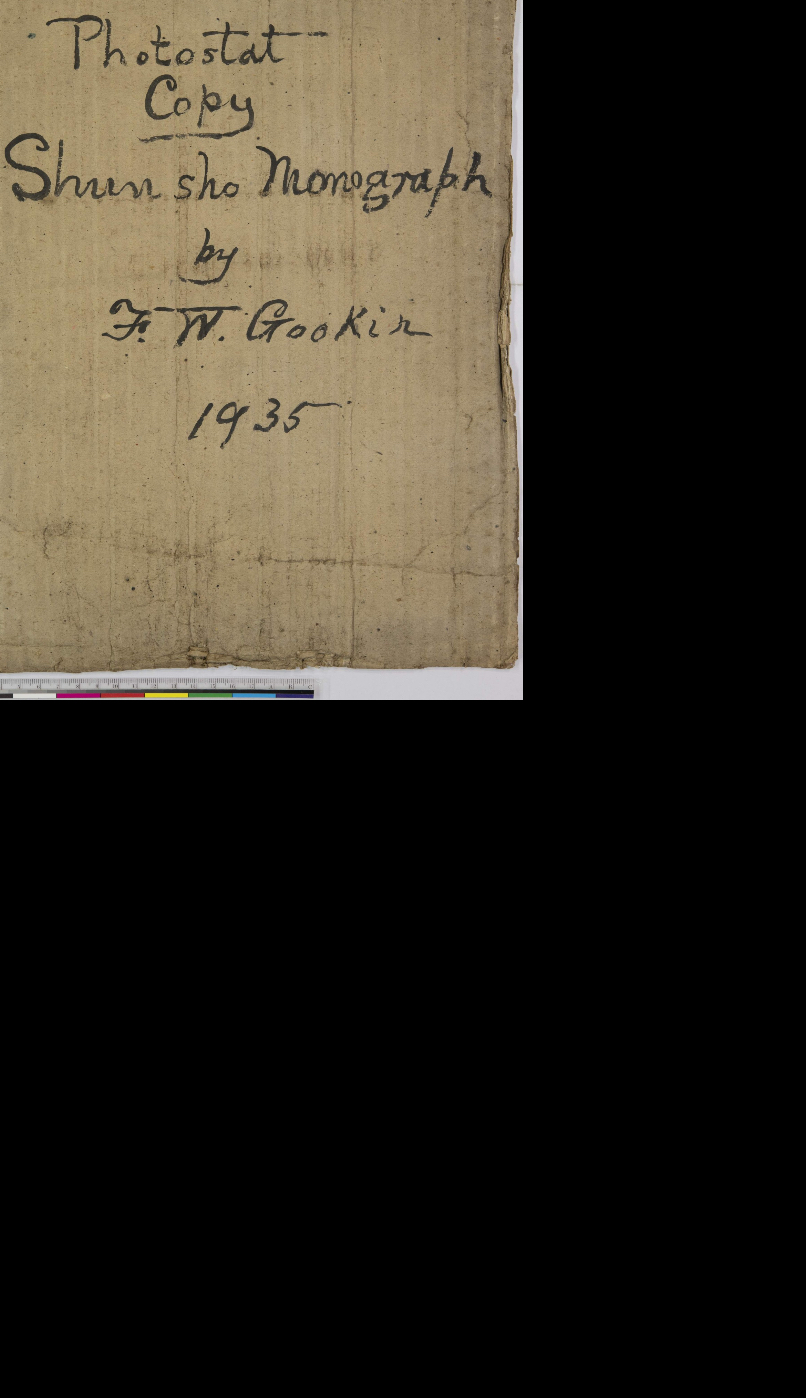 Photostat
Copy
Shunsho Monograph
by
F. W. Gookin
1935